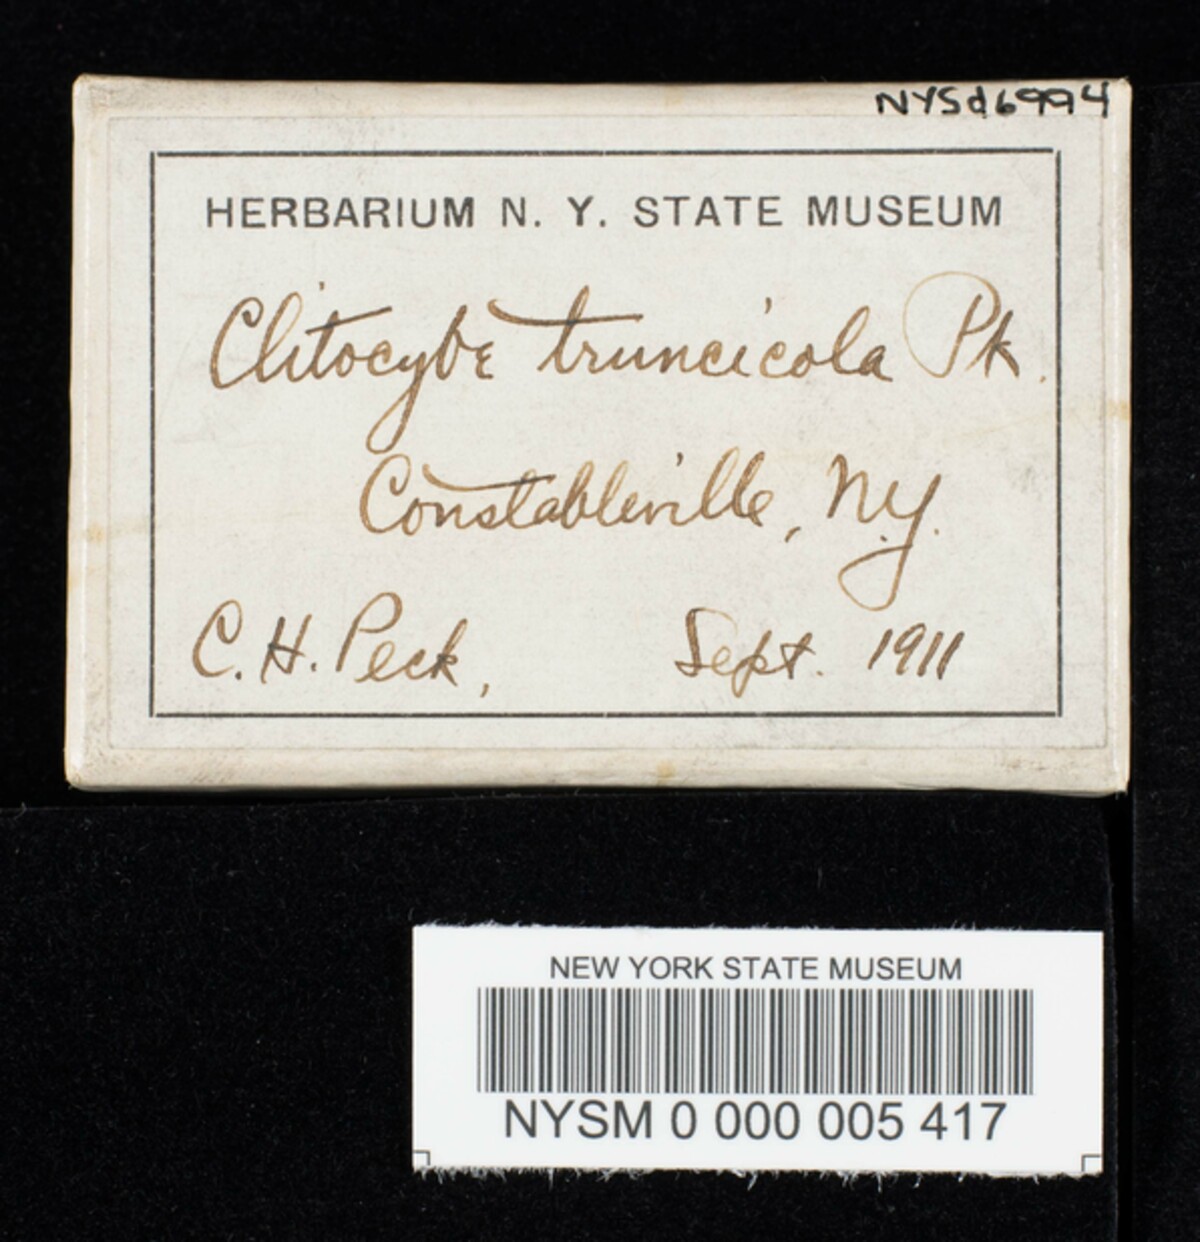 NYSd6994
HERBARIUM N. Y. STATE MUSEUM
Clitocybe truncicola Pk.
Constableville, N.Y.
C. H. Peck, Sept. 1911
NEW YORK STATE MUSEUM
NYSM 0 000 005 417